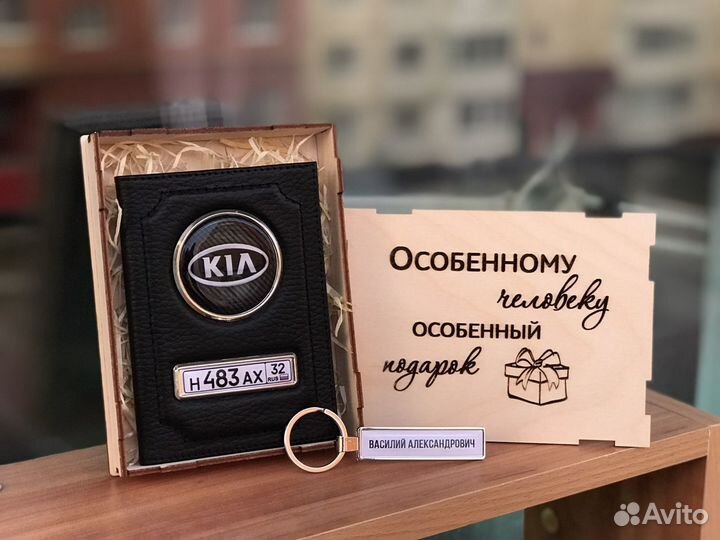 KIA
Н 483 АХ 32
RUS
ВАСИЛИЙ АЛЕКСАНДРОВИЧ
ОСОБЕННОМУ
человеку
ОСОБЕННЫЙ
подарок
Avito